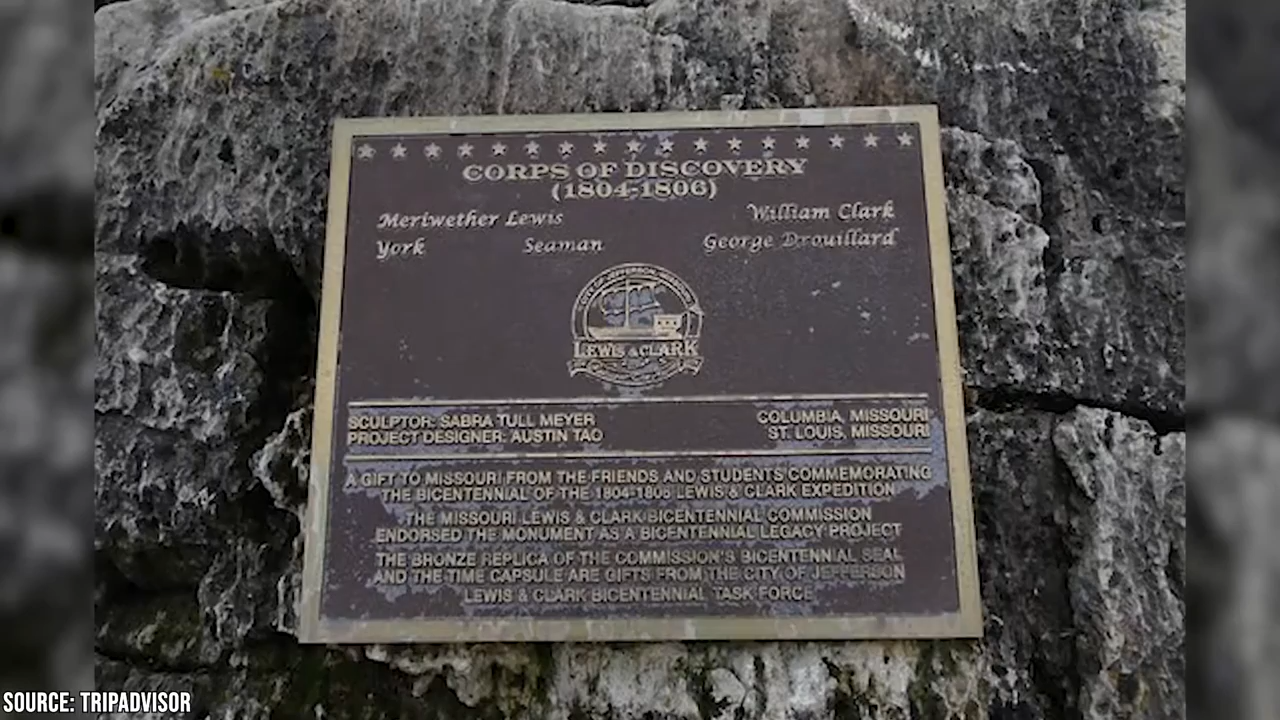 CORPS OF DISCOVERY
(1804-1806)
Meriwether Lewis William Clark
York Seaman George Drouillard
CITY OF JEFFERSON, MISSOURI
LEWIS & CLARK
SCULPTOR: SABRA TULL MEYER COLUMBIA, MISSOURI
PROJECT DESIGNER: AUSTIN TAO ST. LOUIS, MISSOURI
A GIFT TO MISSOURI FROM THE FRIENDS AND STUDENTS COMMEMORATING
THE BICENTENNIAL OF THE 1804-1806 LEWIS & CLARK EXPEDITION
THE MISSOURI LEWIS & CLARK BICENTENNIAL COMMISSION
ENDORSED THE MONUMENT AS A BICENTENNIAL LEGACY PROJECT
THE BRONZE REPLICA OF THE COMMISSION'S BICENTENNIAL SEAL
AND THE TIME CAPSULE ARE GIFTS FROM THE CITY OF JEFFERSON
LEWIS & CLARK BICENTENNIAL TASK FORCE
SOURCE: TRIPADVISOR